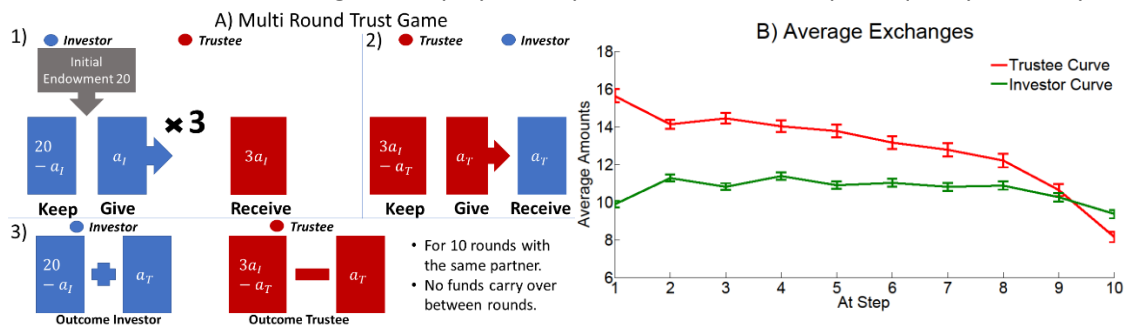 A) Multi Round Trust Game
1)
Investor
Trustee
Initial
Endowment 20
20
− a_I
a_I
×3
3a_I
Keep Give Receive
2)
Trustee
Investor
3a_I
− a_T
a_T
a_T
Keep Give Receive
3)
Investor
20
− a_I
a_T
Outcome Investor
Trustee
3a_I
− a_T
a_T
Outcome Trustee
• For 10 rounds with
the same partner.
• No funds carry over
between rounds.
B) Average Exchanges
Trustee Curve
Investor Curve
Average Amounts
18
16
14
12
10
8
6
1 2 3 4 5 6 7 8 9 10
At Step